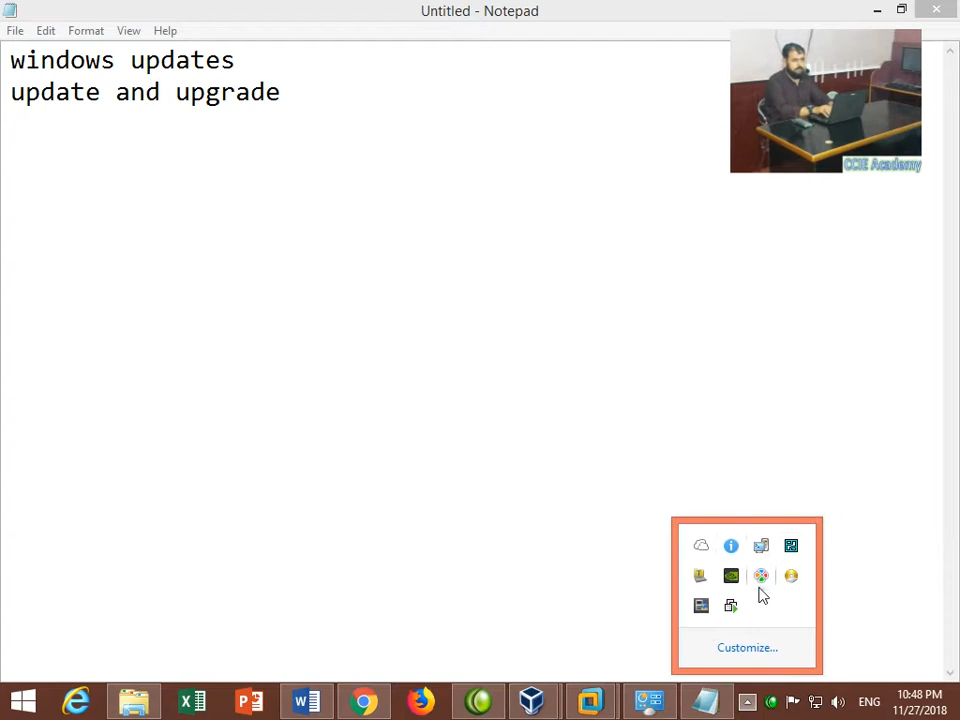 Untitled - Notepad
File Edit Format View Help
windows updates
update and upgrade
CCIE Academy
Customize...
ENG
10:48 PM
11/27/2018